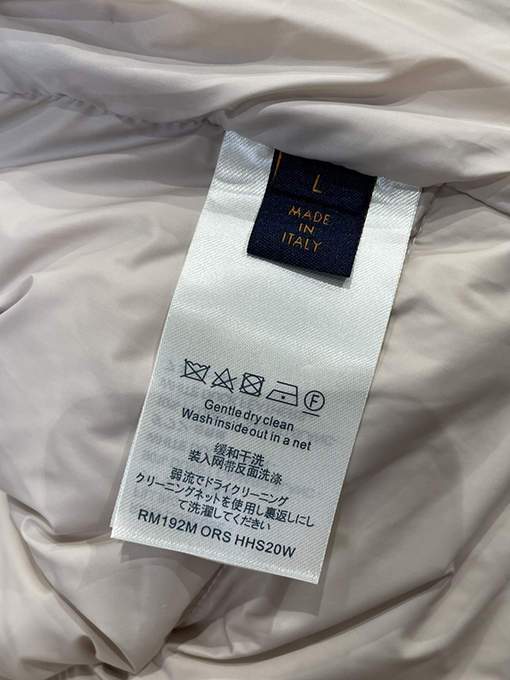 L
MADE
IN
ITALY
F
Gentle dry clean
Wash inside out in a net
缓和干洗
装入网带反面洗涤
弱流でドライクリーニング
クリーニングネットを使用し裏返しにし
て洗濯してください
RM192M ORS HHS20W